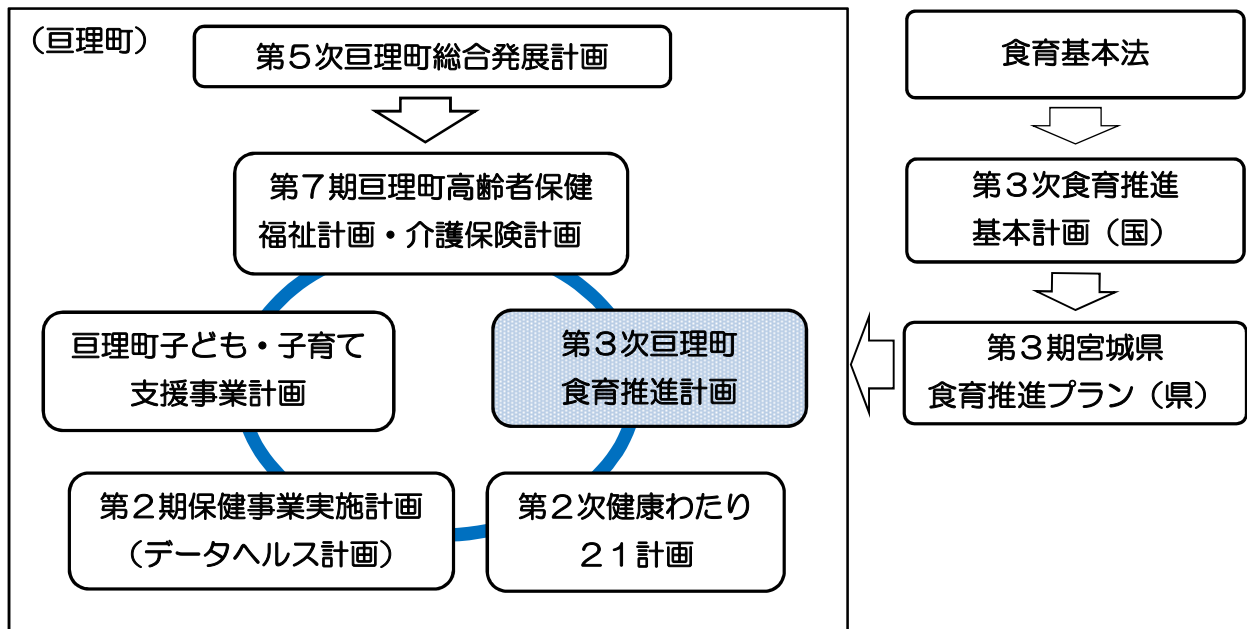 （亘理町）
第５次亘理町総合発展計画
第７期亘理町高齢者保健
福祉計画・介護保険計画
亘理町子ども・子育て
支援事業計画
第３次亘理町
食育推進計画
第２期保健事業実施計画
（データヘルス計画）
第２次健康わたり
２１計画
食育基本法
第３次食育推進
基本計画（国）
第３期宮城県
食育推進プラン（県）